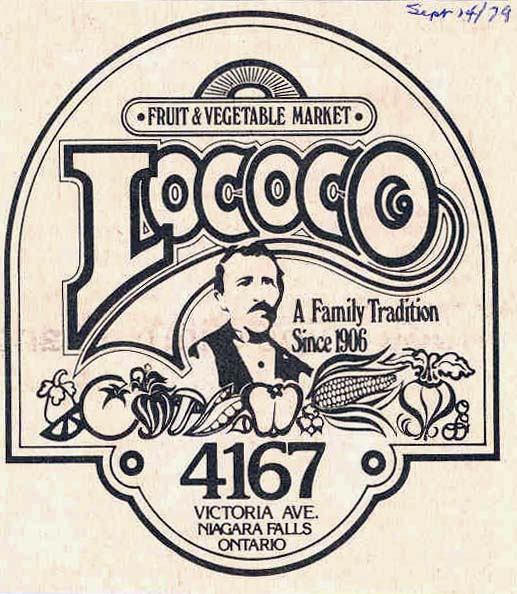 Sept 14/79
• FRUIT & VEGETABLE MARKET •
LOCOCO
A Family Tradition
Since 1906
4167
VICTORIA AVE.
NIAGARA FALLS
ONTARIO